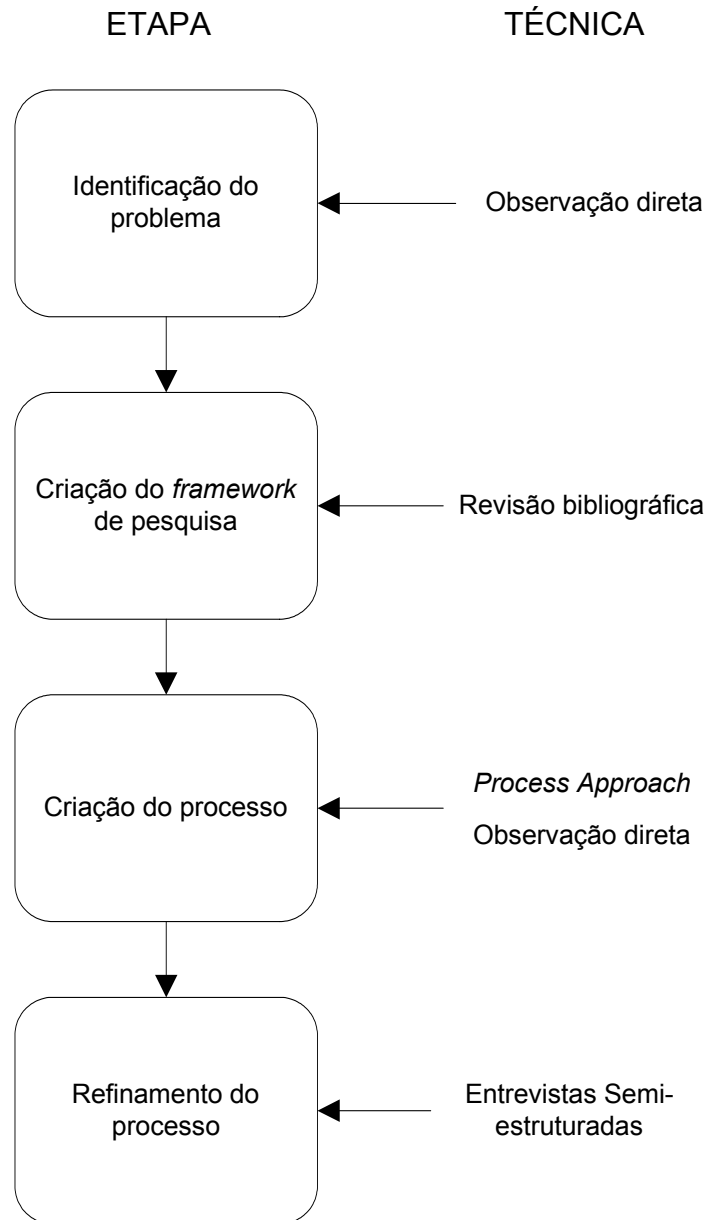 ETAPA
TÉCNICA
Identificação do
problema
Observação direta
Criação do framework
de pesquisa
Revisão bibliográfica
Criação do processo
Process Approach
Observação direta
Refinamento do
processo
Entrevistas Semi-
estruturadas